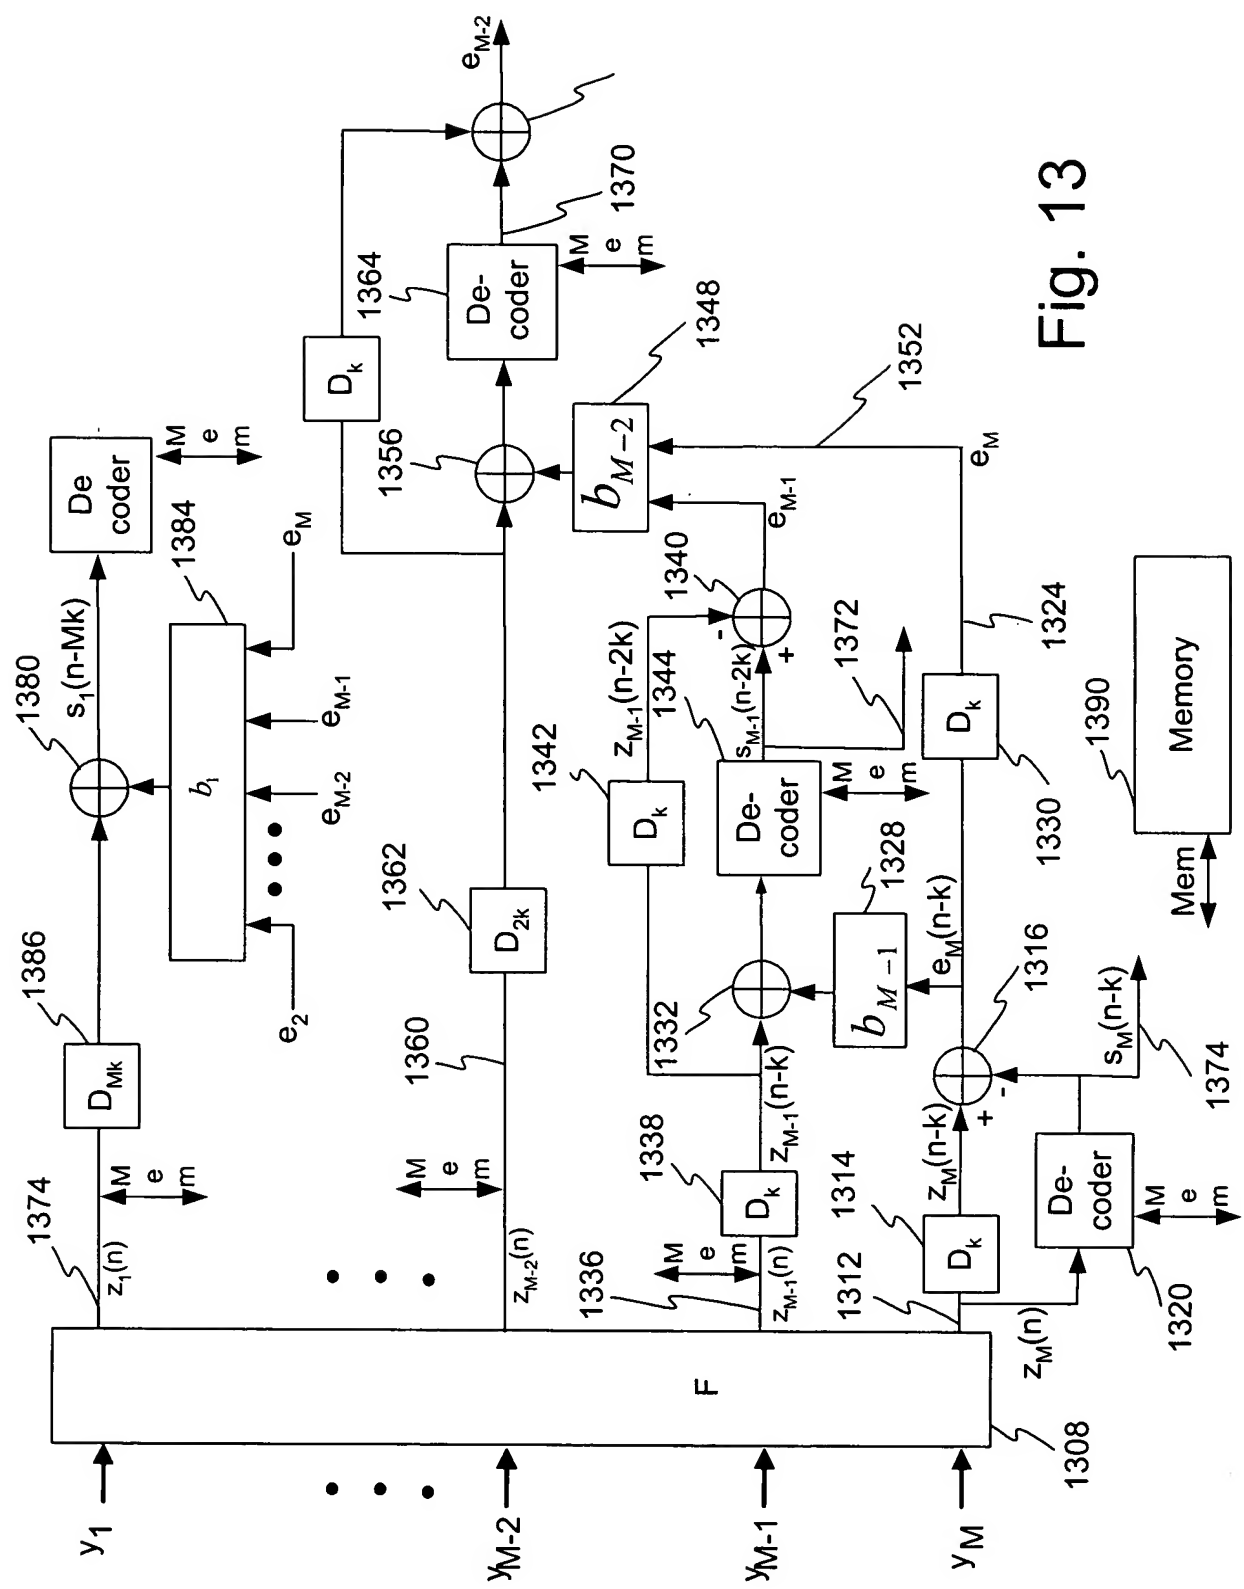 y1
yM-2
yM-1
yM
F
1308
1374
z1(n)
M e m
1386
DMk
e2
1380
s1(n-Mk)
b1
eM-2
eM-1
eM
1384
De
coder
M e m
zM-2(n)
M e m
1360
1362
D2k
1356
Dk
1364
De-
coder
M e m
1370
eM-2
1336
zM-1(n)
M e m
1338
Dk
zM-1(n-k)
1332
1342
Dk
zM-1(n-2k)
1344
De-
coder
M e m
sM-1(n-2k)
+
-
1340
1372
eM-1
bM-2
1348
1352
eM
1312
zM(n)
1314
Dk
zM(n-k)
+
-
1316
De-
coder
1320
M e m
sM(n-k)
1374
bM-1
1328
eM(n-k)
Dk
1330
1324
Mem
1390
Memory
Fig. 13